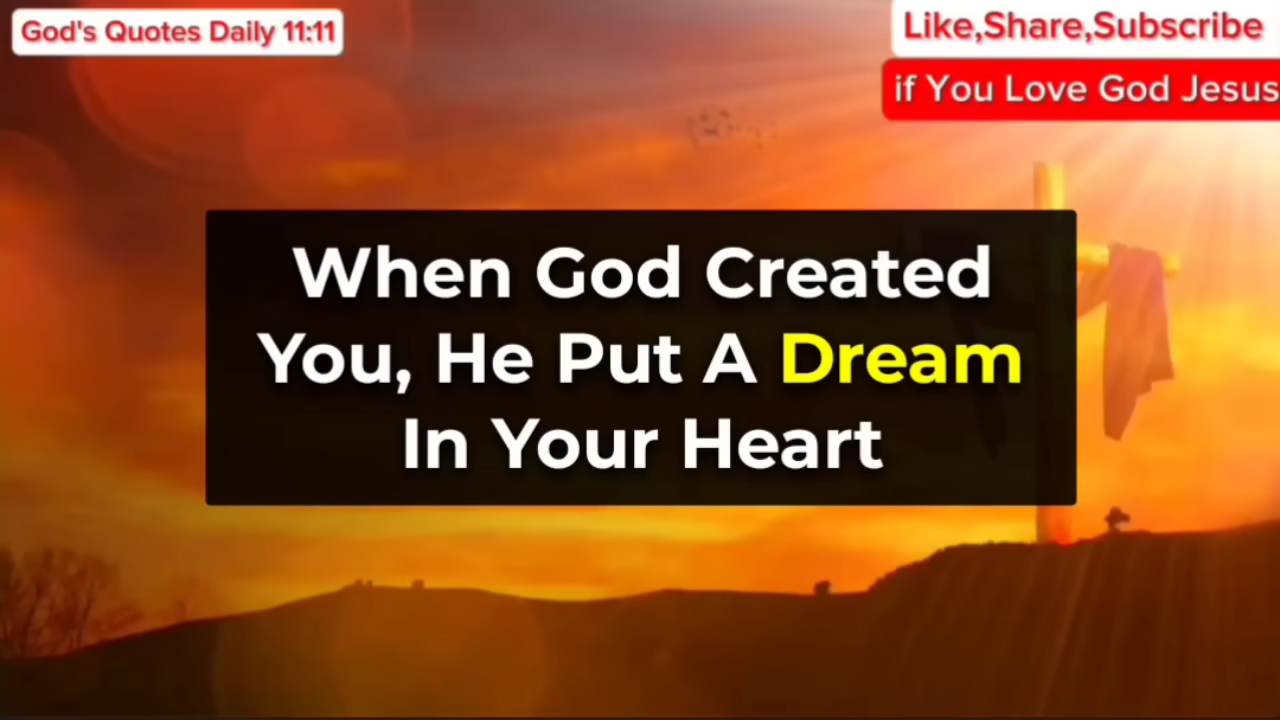 God's Quotes Daily 11:11
Like,Share,Subscribe
if You Love God Jesus
When God Created
You, He Put A Dream
In Your Heart